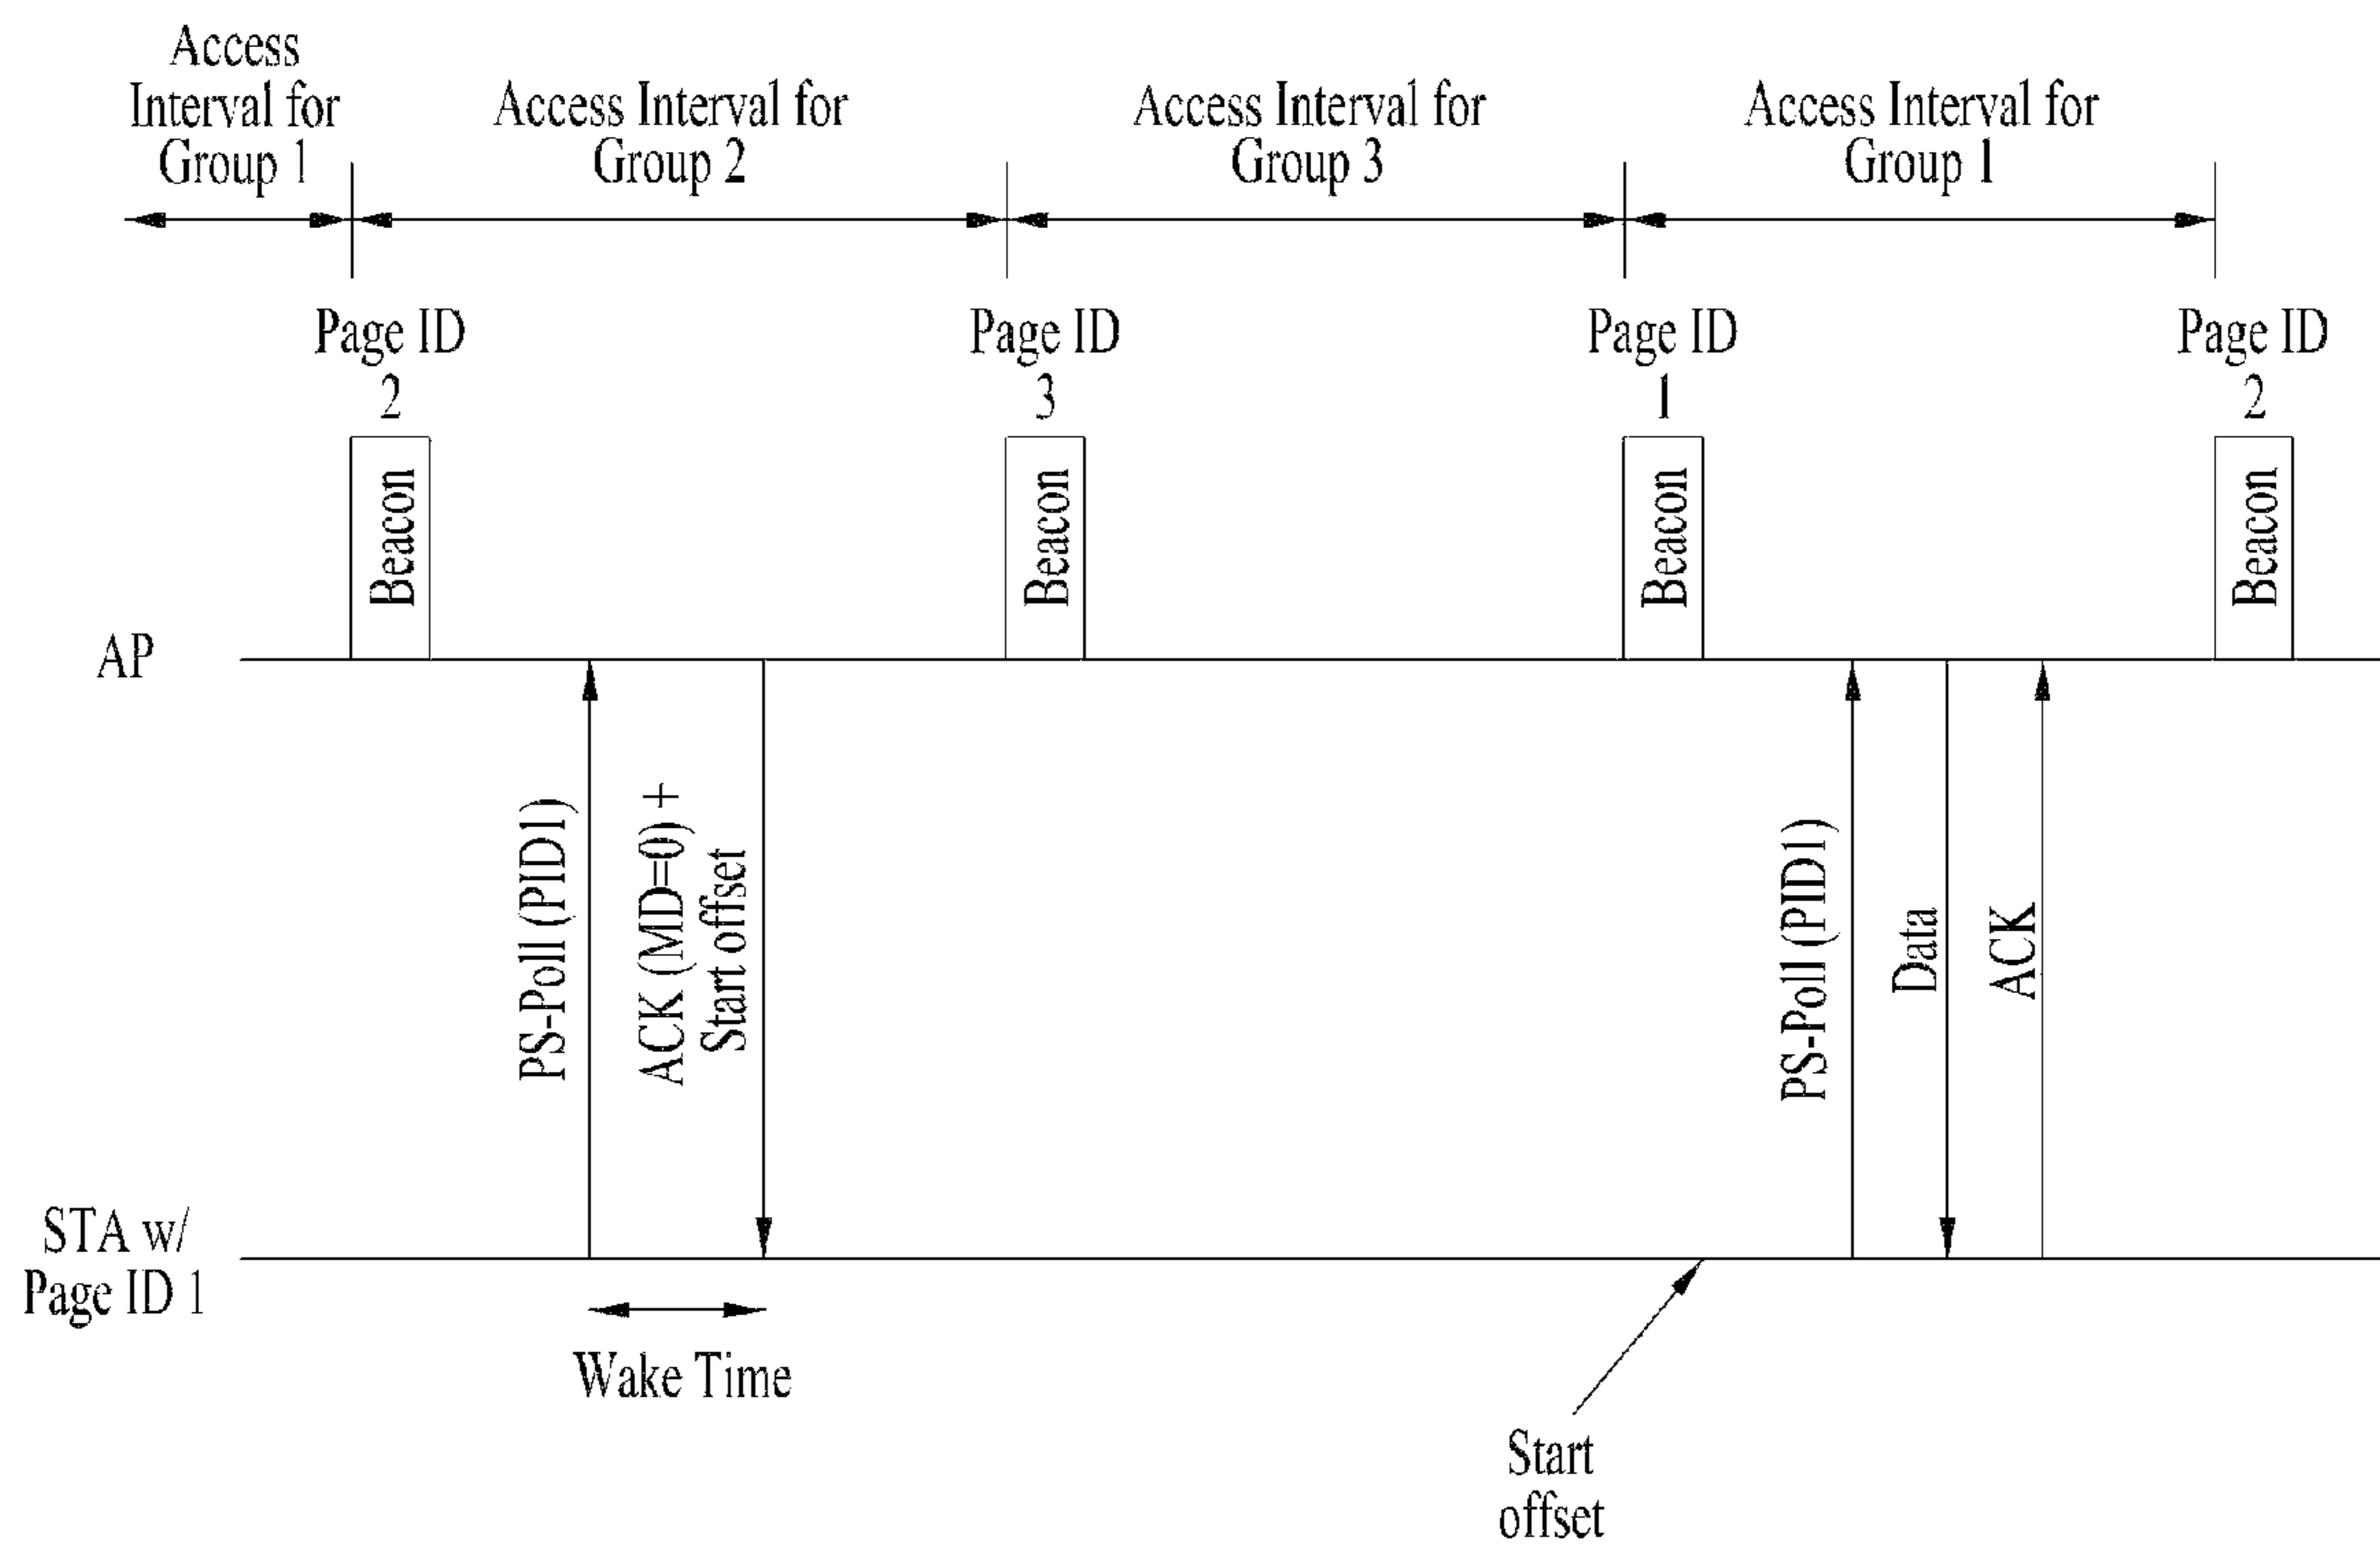 Access
Interval for
Group 1
Access Interval for
Group 2
Access Interval for
Group 3
Access Interval for
Group 1
Page ID
2
Page ID
3
Page ID
1
Page ID
2
Beacon
Beacon
Beacon
Beacon
AP
PS-Poll (PID1)
ACK (MD=0) +
Start offset
PS-Poll (PID1)
Data
ACK
STA w/
Page ID 1
Wake Time
Start
offset